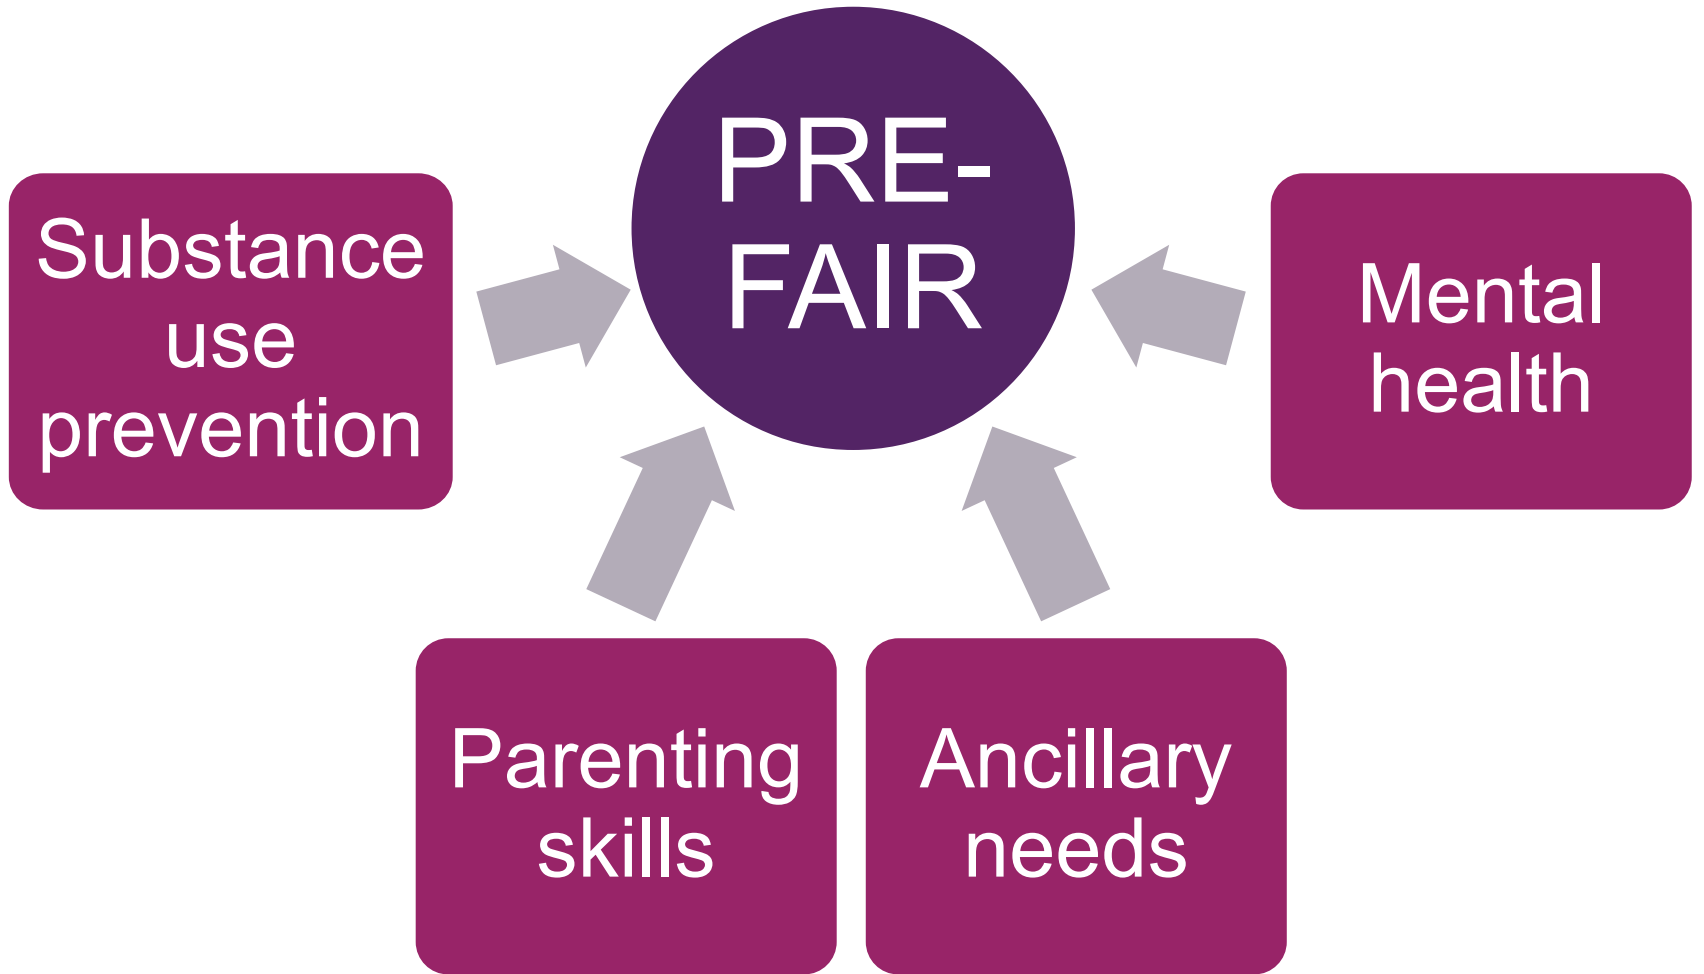 PRE-
FAIR
Substance
use
prevention
Parenting
skills
Ancillary
needs
Mental
health